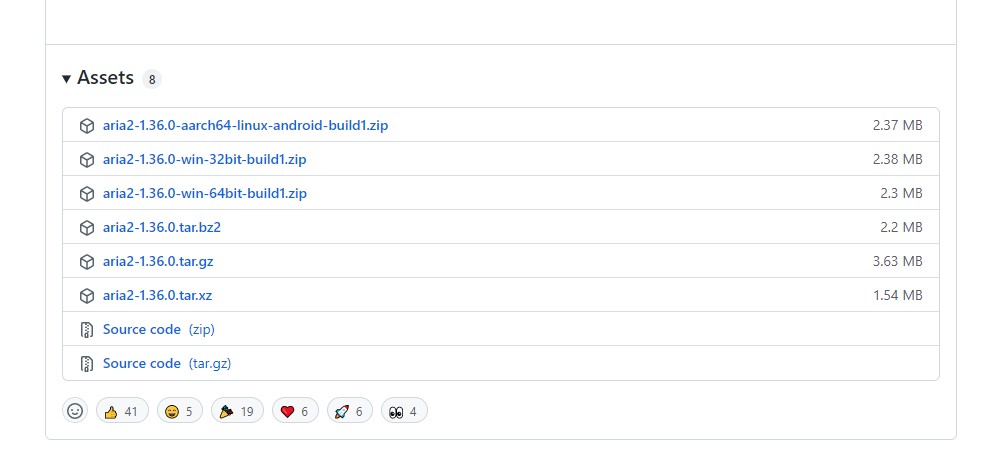 Assets 8
aria2-1.36.0-aarch64-linux-android-build1.zip 2.37 MB
aria2-1.36.0-win-32bit-build1.zip 2.38 MB
aria2-1.36.0-win-64bit-build1.zip 2.3 MB
aria2-1.36.0.tar.bz2 2.2 MB
aria2-1.36.0.tar.gz 3.63 MB
aria2-1.36.0.tar.xz 1.54 MB
Source code (zip)
Source code (tar.gz)
41 5 19 6 6 4